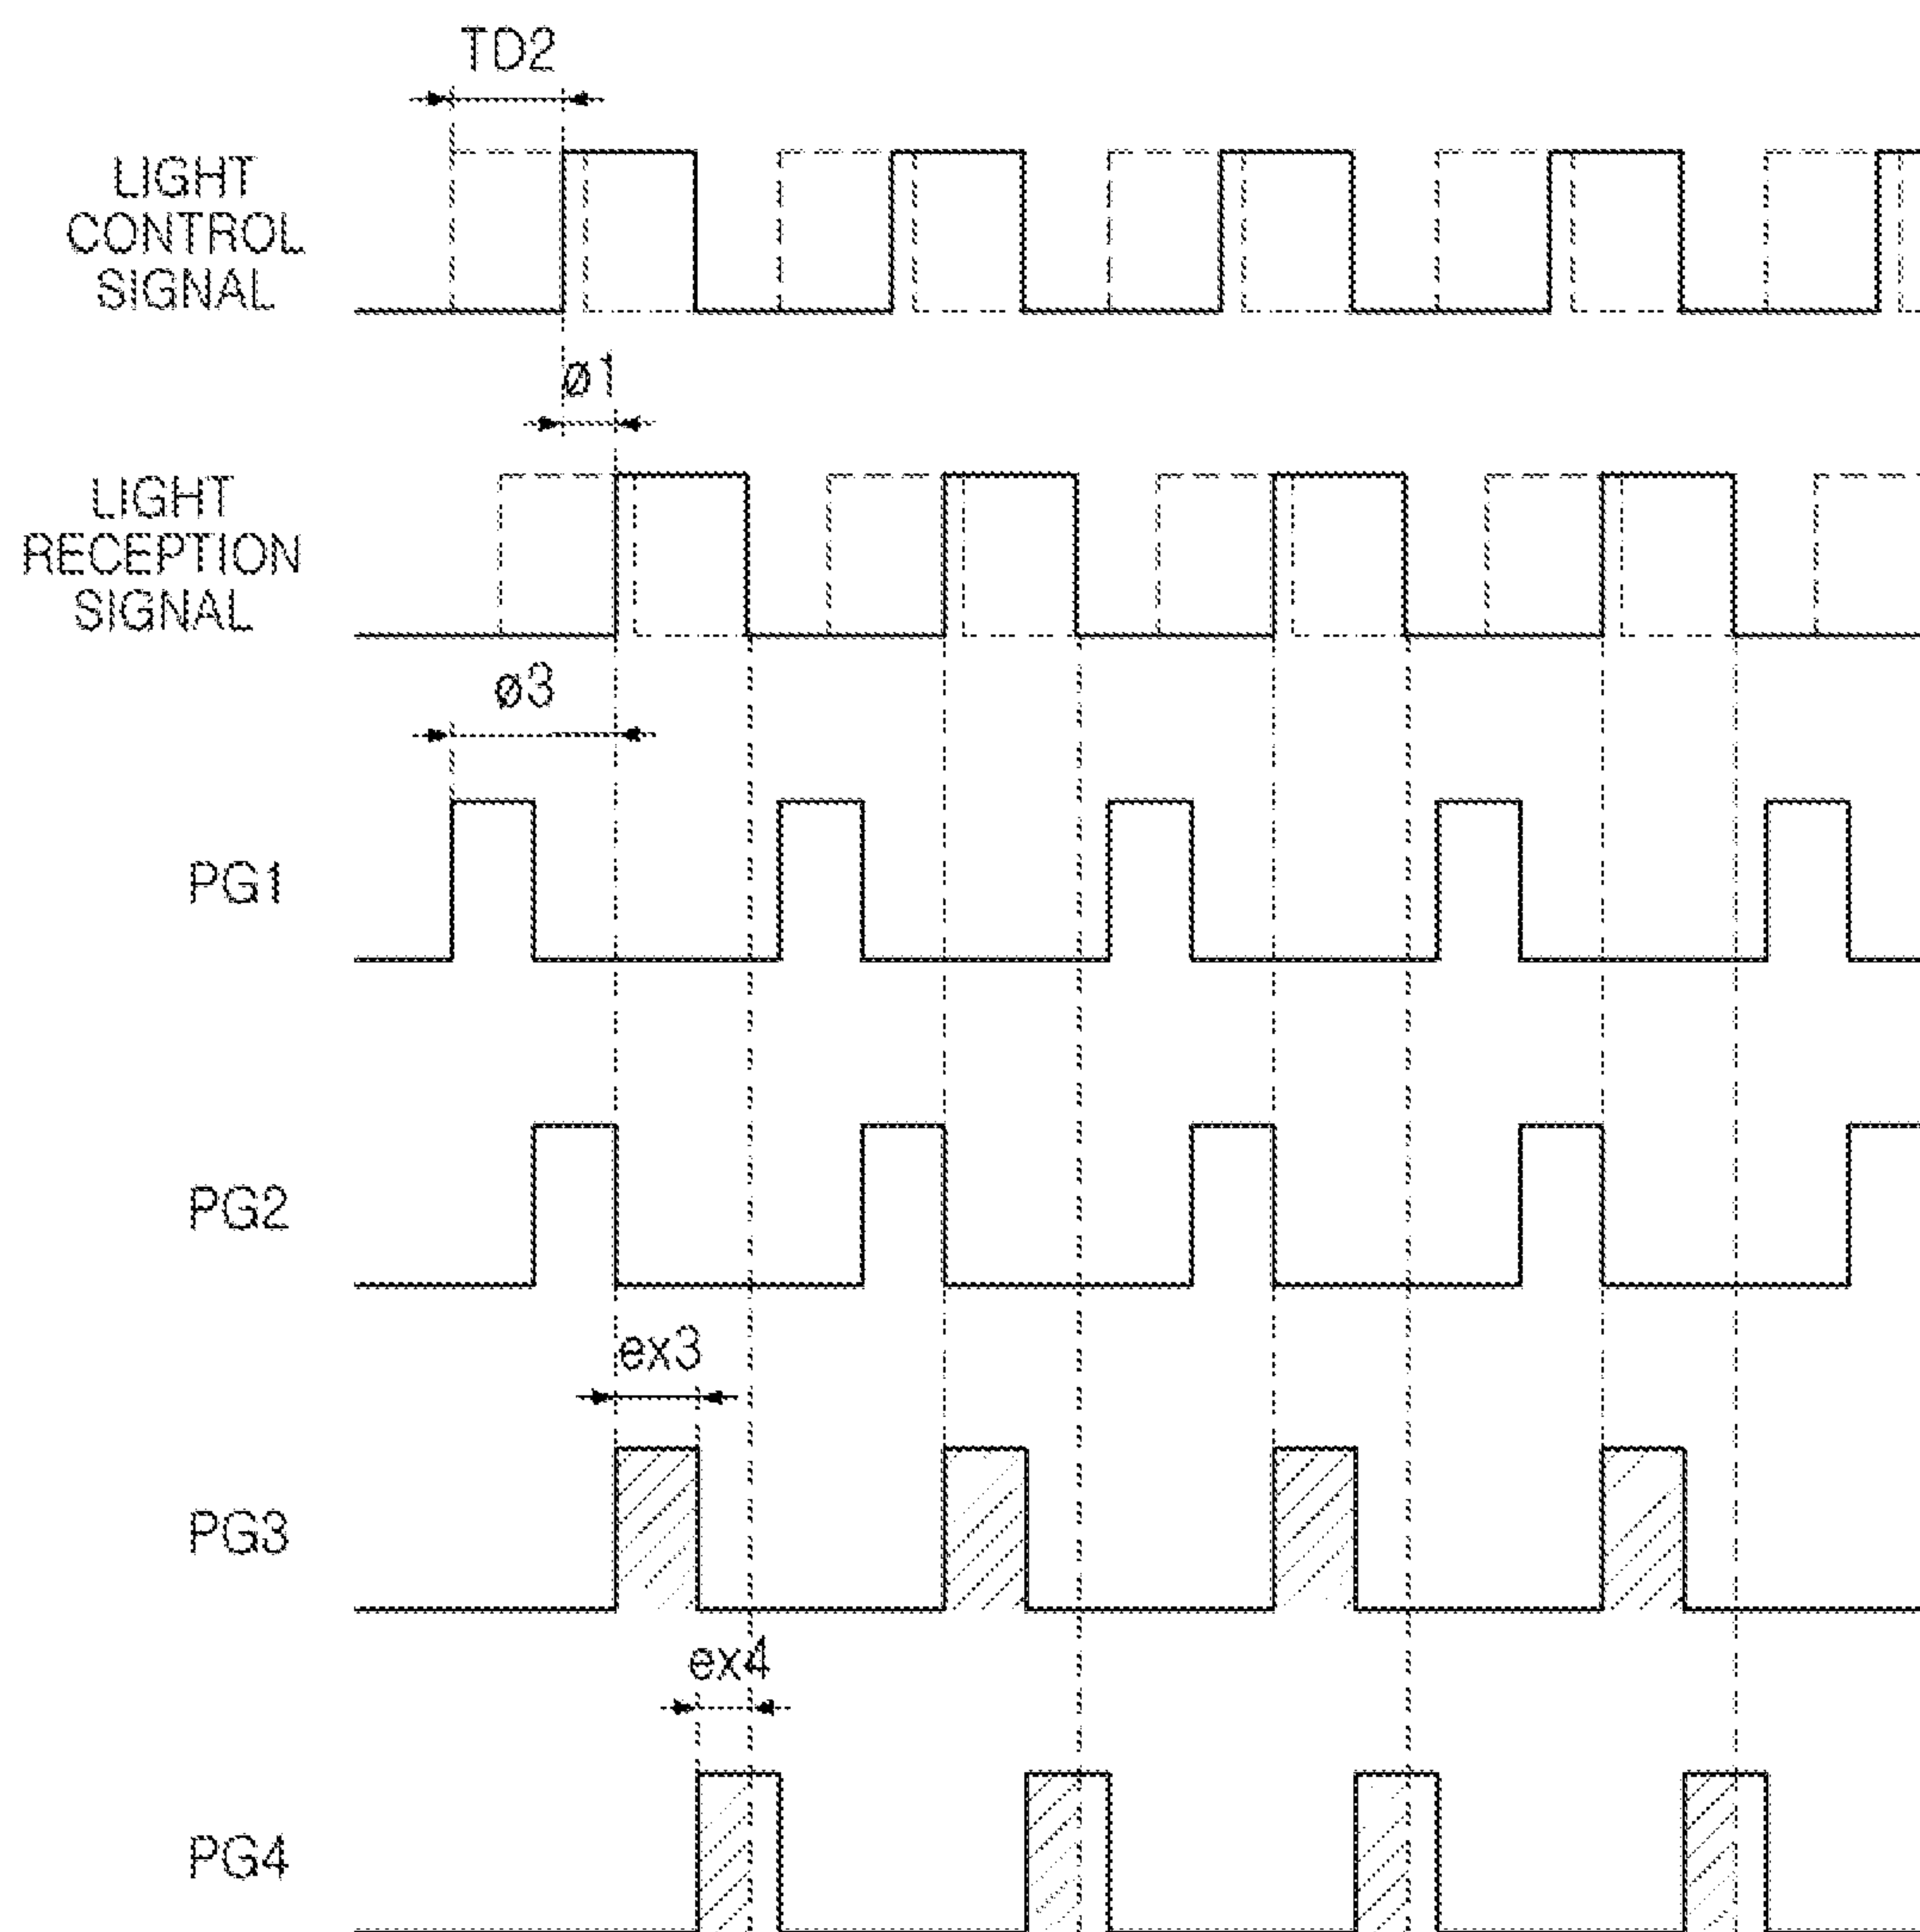 TD2
LIGHT
CONTROL
SIGNAL
ø1
LIGHT
RECEPTION
SIGNAL
ø3
PG1
PG2
ex3
PG3
ex4
PG4